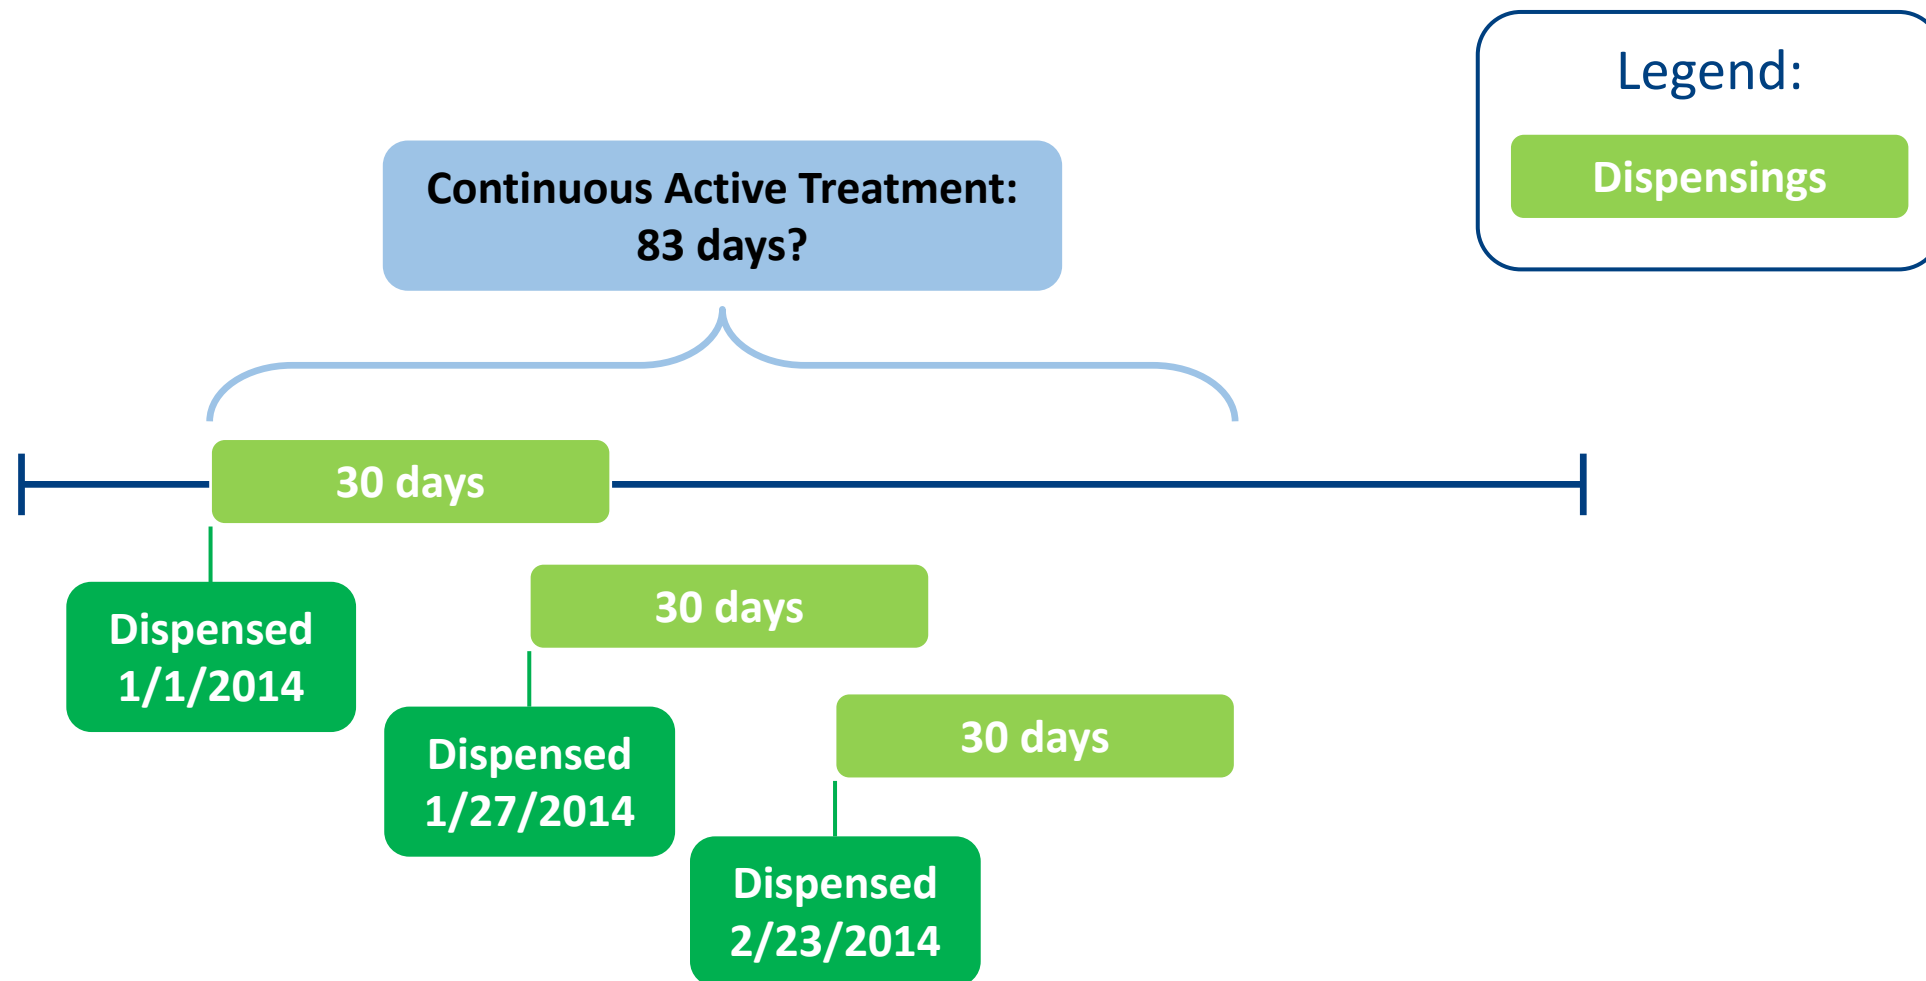 Legend:
Dispensings
Continuous Active Treatment:
83 days?
30 days
Dispensed
1/1/2014
30 days
Dispensed
1/27/2014
30 days
Dispensed
2/23/2014